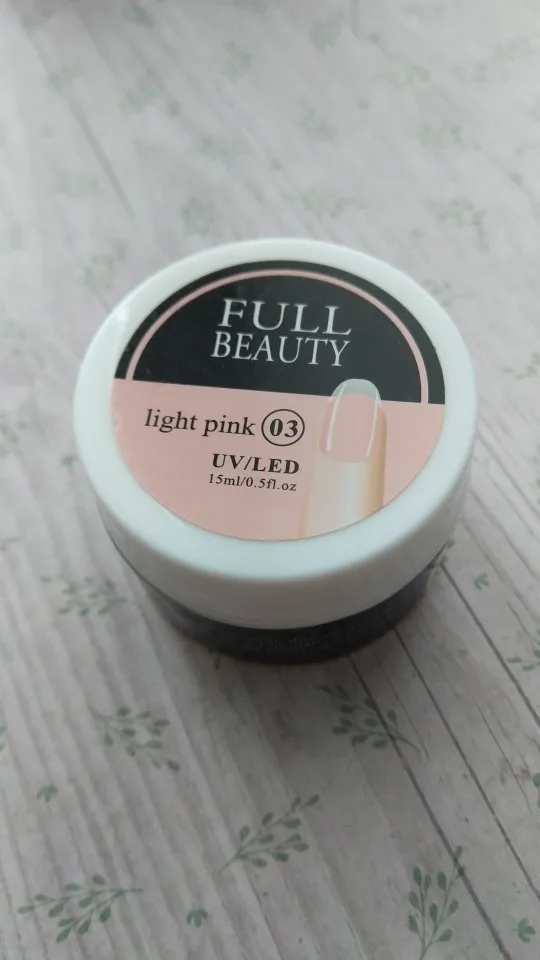 FULL
BEAUTY
light pink 03
UV/LED
15ml/0.5fl.oz